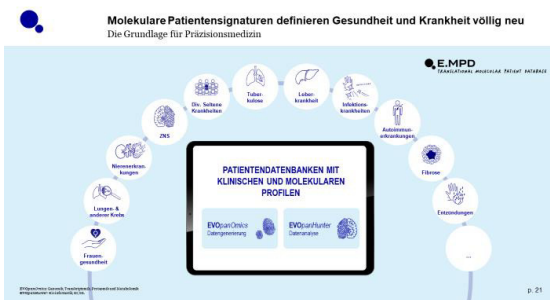 Molekulare Patientensignaturen definieren Gesundheit und Krankheit völlig neu
Die Grundlage für Präzisionsmedizin
E.MPD
TRANSLATIONAL MOLECULAR PATIENT DATABASE
Frauen-
gesundheit
Lungen- &
anderer Krebs
Nierenerkran-
kungen
ZNS
Div. Seltene
Krankheiten
Tuber-
kulose
Leber-
krankheit
Infektions-
krankheiten
Autoimmun-
erkrankungen
Fibrose
Entzündungen
...
PATIENTENDATENBANKEN MIT
KLINISCHEN UND MOLEKULAREN
PROFILEN
EVOpanOmics
Datengenerierung
EVOpanHunter
Datenanalyse
p. 21